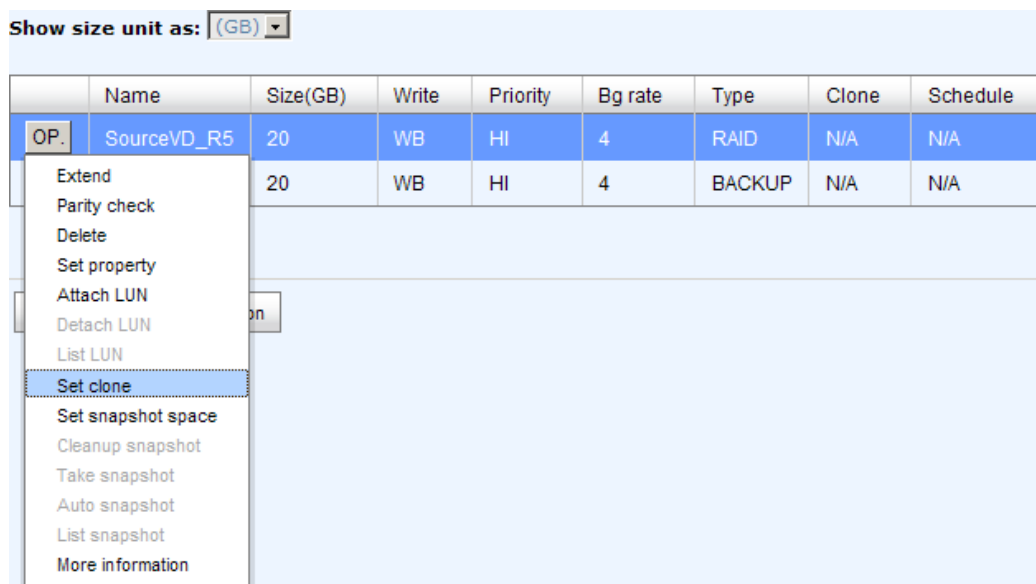 Show size unit as: (GB)
Name Size(GB) Write Priority Bg rate Type Clone Schedule
OP. SourceVD_R5 20 WB HI 4 RAID N/A N/A
20 WB HI 4 BACKUP N/A N/A
Extend
Parity check
Delete
Set property
Attach LUN
Detach LUN
List LUN
Set clone
Set snapshot space
Cleanup snapshot
Take snapshot
Auto snapshot
List snapshot
More information